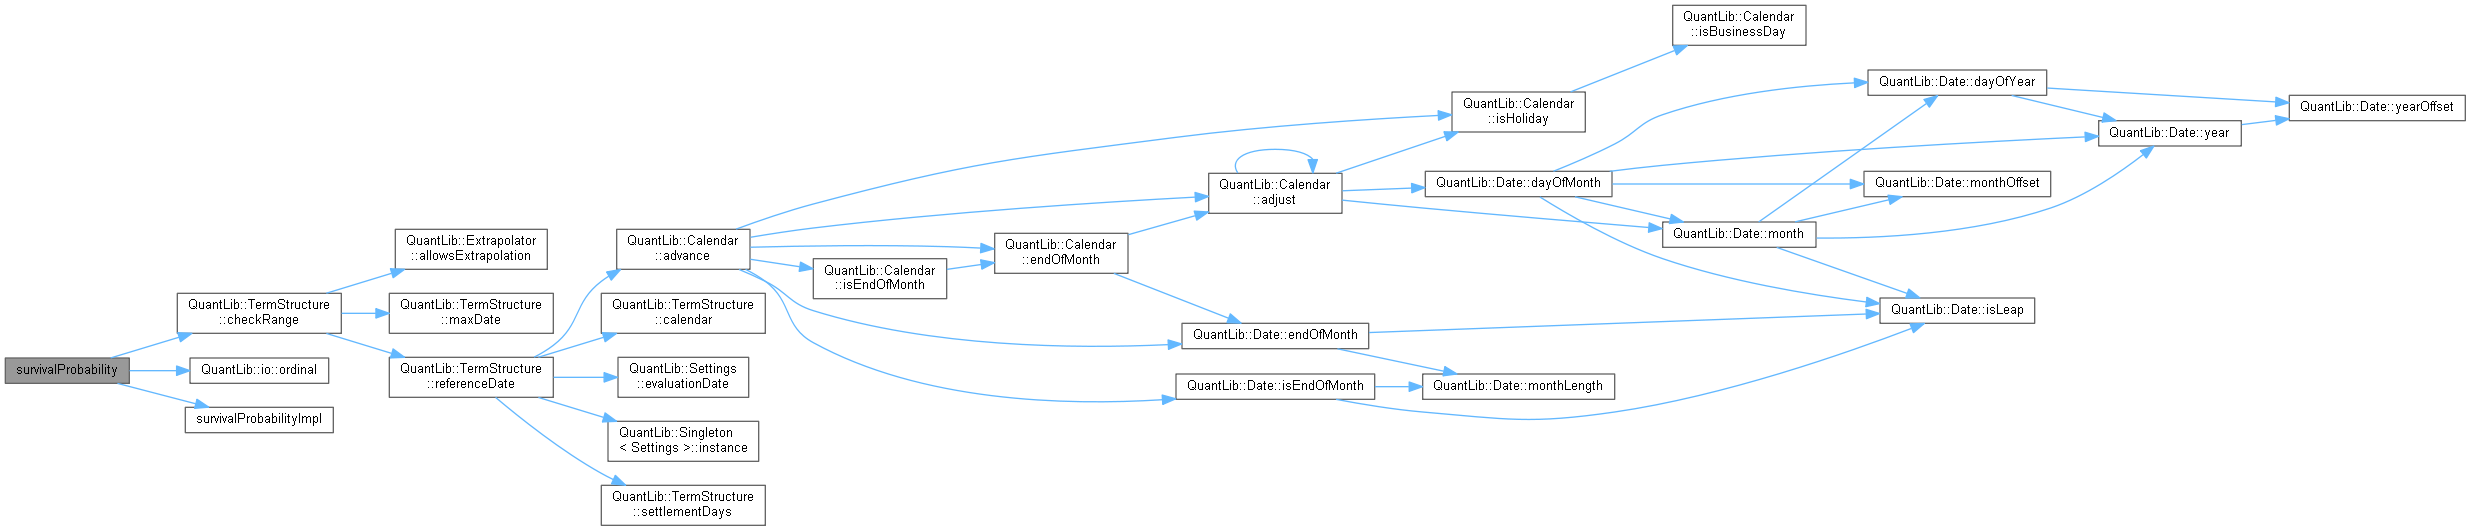 survivalProbability
QuantLib::TermStructure
::checkRange
QuantLib::io::ordinal
survivalProbabilityImpl
QuantLib::Extrapolator
::allowsExtrapolation
QuantLib::TermStructure
::maxDate
QuantLib::TermStructure
::referenceDate
QuantLib::Calendar
::advance
QuantLib::TermStructure
::calendar
QuantLib::Settings
::evaluationDate
QuantLib::Singleton
< Settings >::instance
QuantLib::TermStructure
::settlementDays
QuantLib::Calendar
::isEndOfMonth
QuantLib::Calendar
::endOfMonth
QuantLib::Calendar
::adjust
QuantLib::Date::endOfMonth
QuantLib::Date::isEndOfMonth
QuantLib::Calendar
::isHoliday
QuantLib::Date::dayOfMonth
QuantLib::Date::monthLength
QuantLib::Calendar
::isBusinessDay
QuantLib::Date::month
QuantLib::Date::dayOfYear
QuantLib::Date::monthOffset
QuantLib::Date::isLeap
QuantLib::Date::year
QuantLib::Date::yearOffset